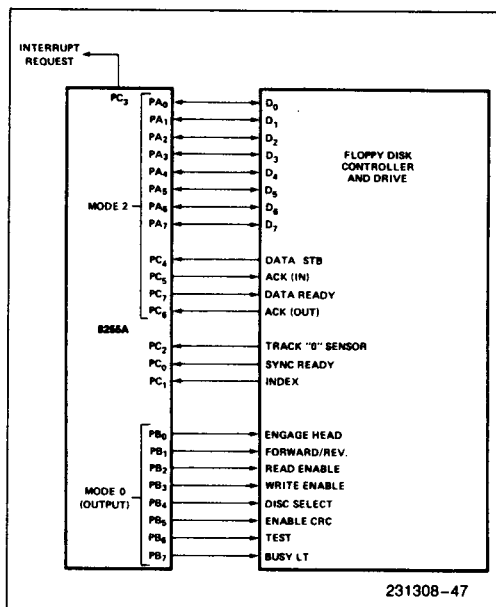 INTERRUPT
REQUEST
PC3
PA0 D0
PA1 D1
PA2 D2
PA3 D3
PA4 D4
PA5 D5
PA6 D6
PA7 D7
MODE 2
FLOPPY DISK
CONTROLLER
AND DRIVE
PC4 DATA STB
PC5 ACK (IN)
PC7 DATA READY
PC6 ACK (OUT)
8255A
PC2 TRACK "0" SENSOR
PC0 SYNC READY
PC1 INDEX
PB0 ENGAGE HEAD
PB1 FORWARD/REV.
PB2 READ ENABLE
PB3 WRITE ENABLE
PB4 DISC SELECT
PB5 ENABLE CRC
PB6 TEST
PB7 BUSY LT
MODE 0
(OUTPUT)
231308-47